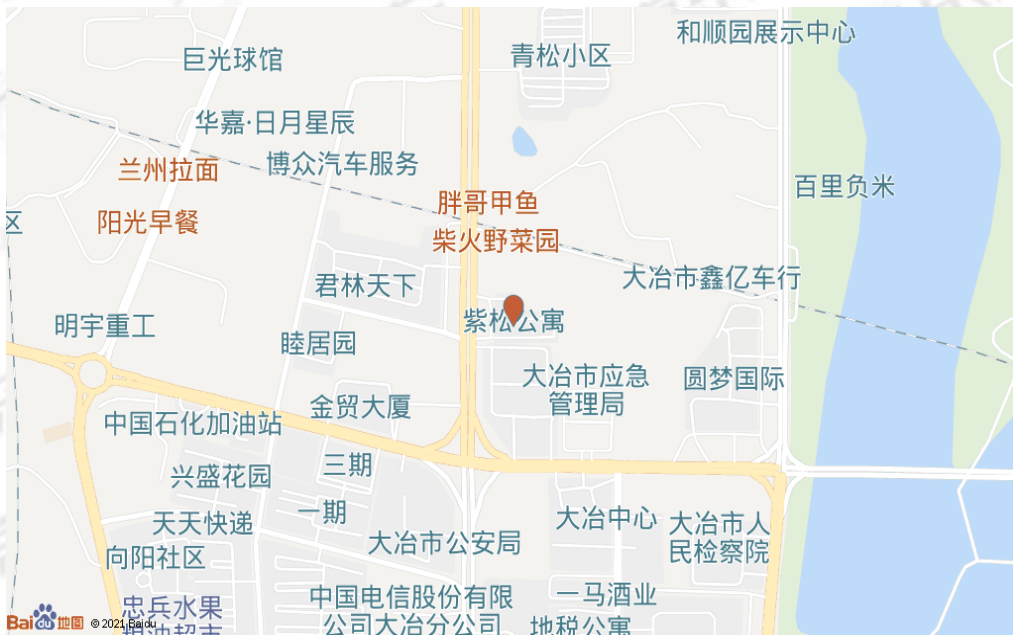 和顺园展示中心
巨光球馆
青松小区
华嘉·日月星辰
兰州拉面
博众汽车服务
百里负米
胖哥甲鱼
区
阳光早餐
柴火野菜园
君林天下
大冶市鑫亿车行
明宇重工
紫松公寓
睦居园
大冶市应急
管理局
圆梦国际
金贸大厦
中国石化加油站
三期
兴盛花园
一期
天天快递
大冶中心
大冶市人
民检察院
大冶市公安局
向阳社区
中国电信股份有限
公司大冶分公司
一马酒业
忠兵水果
粮油超市
地税公寓
Bai du 地图
© 2021 Baidu